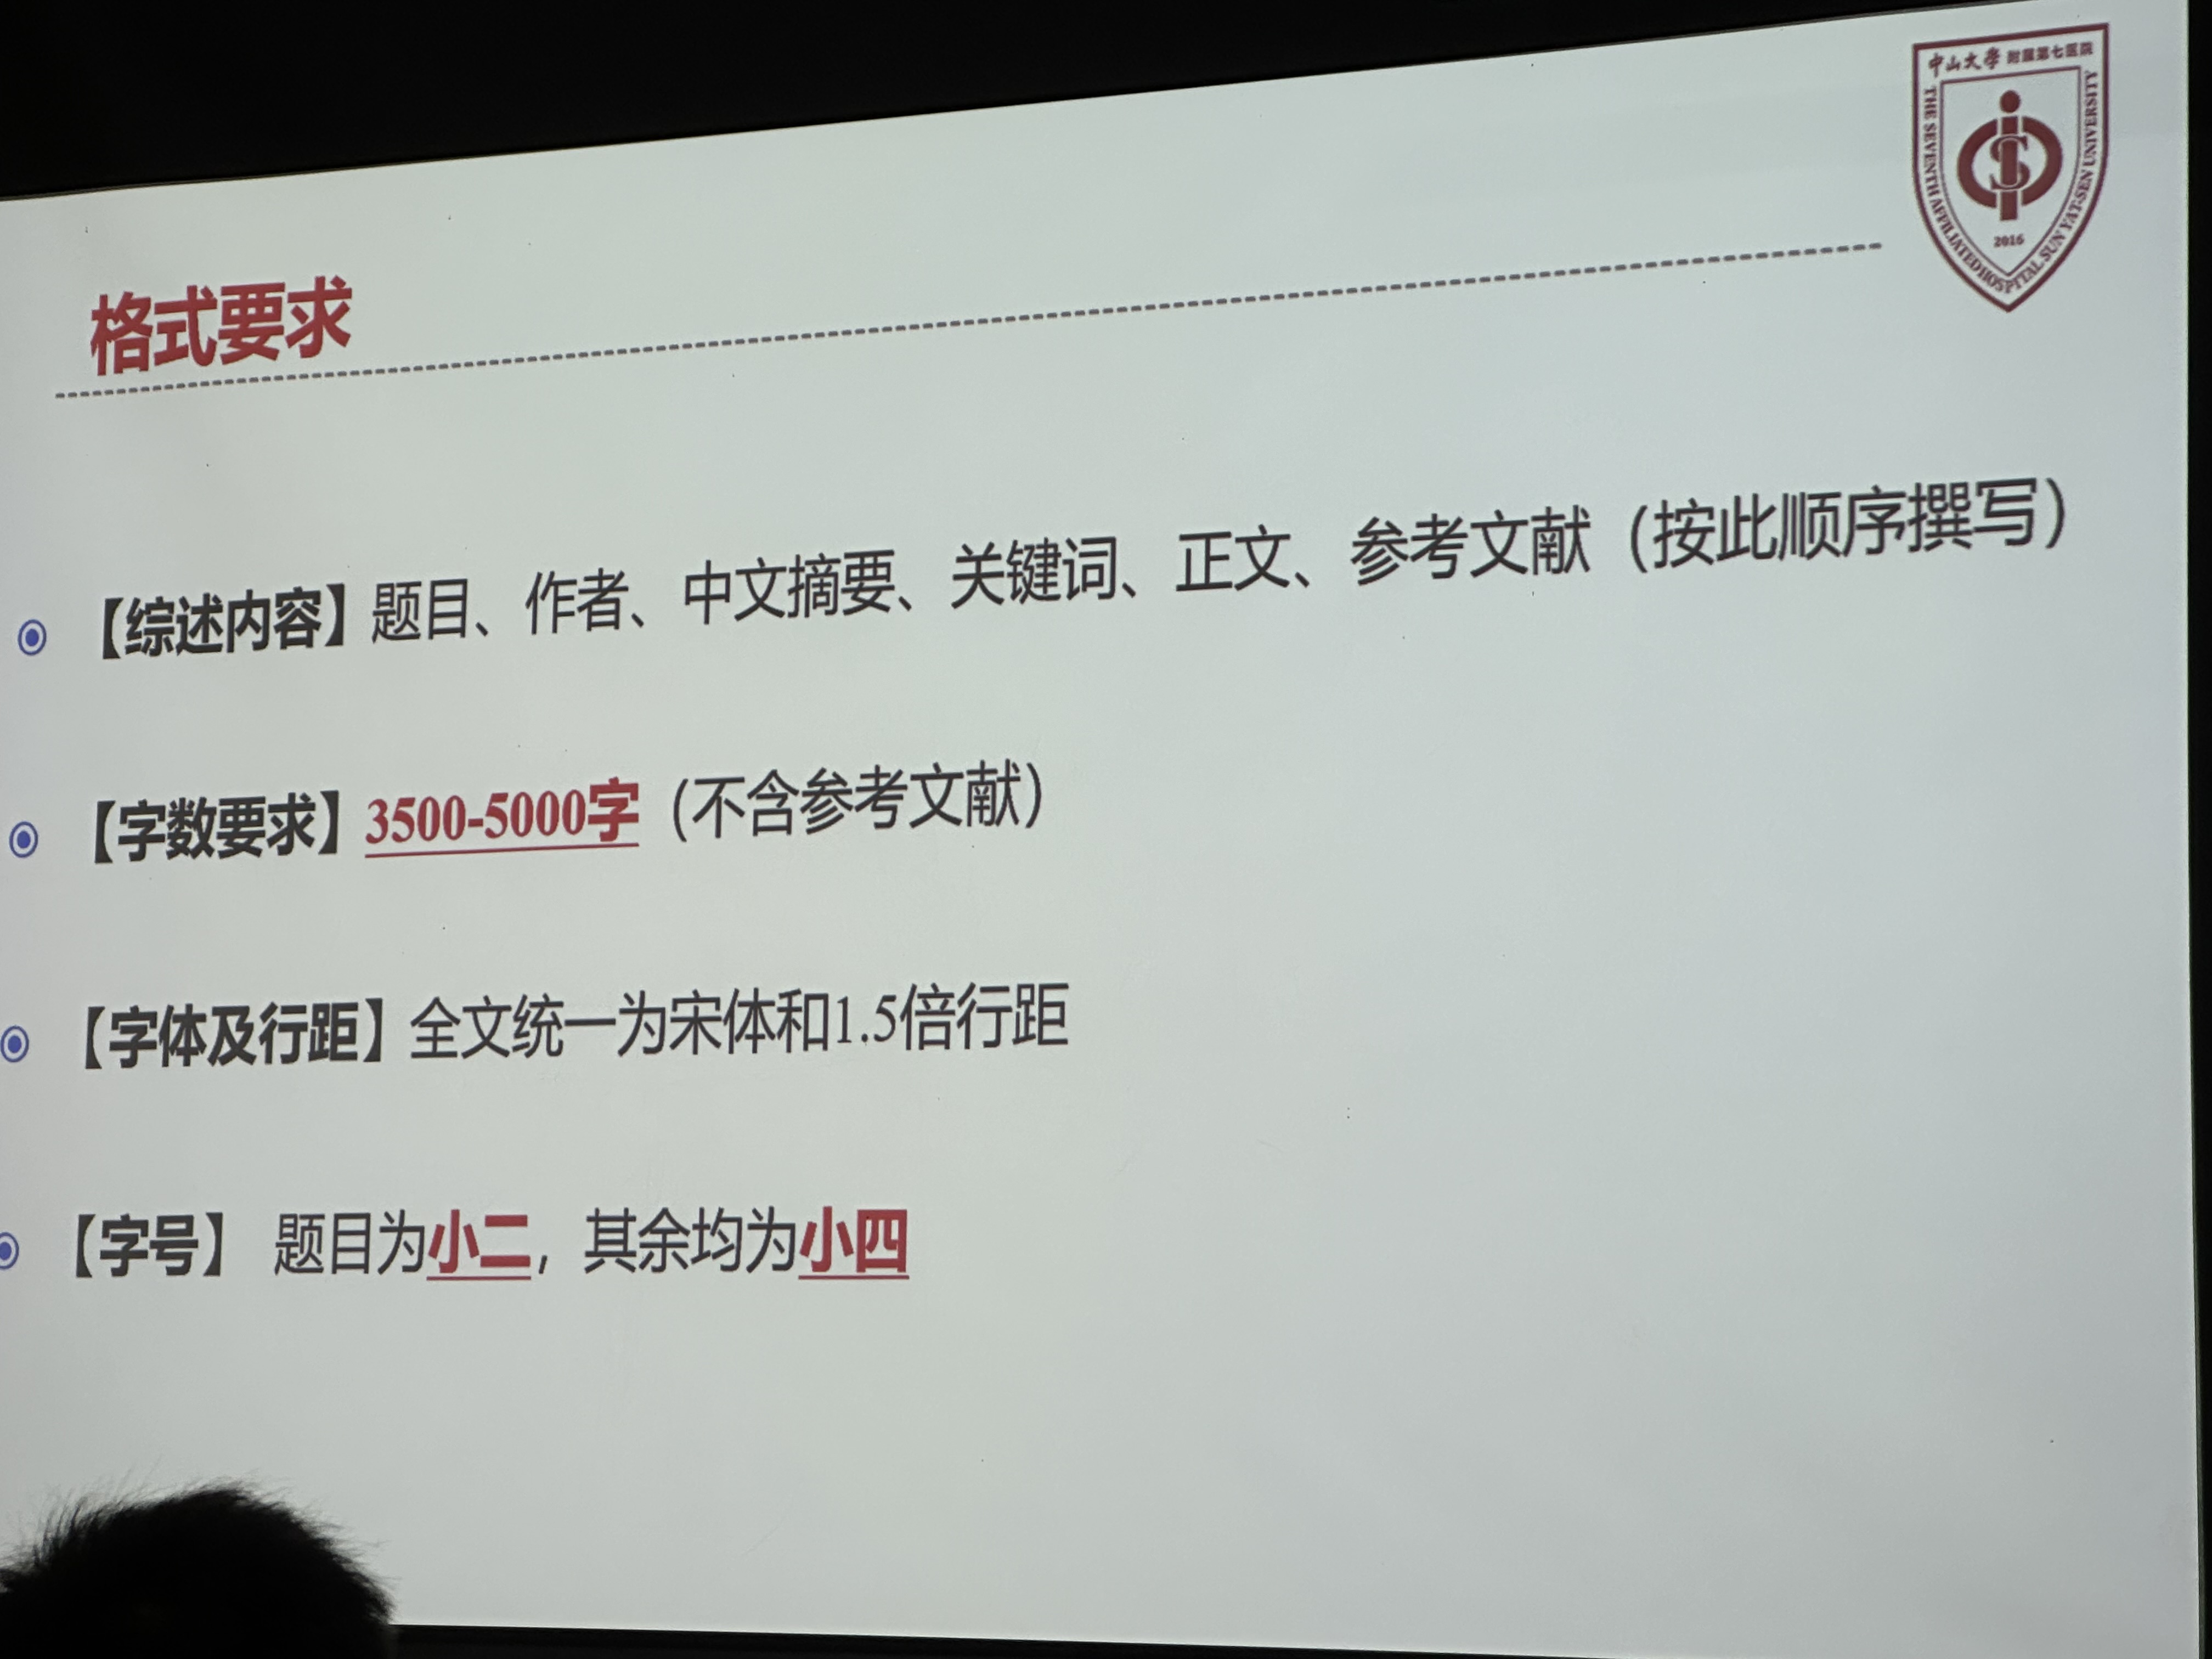 中山大学 附属第七医院
THE SEVENTH AFFILIATED HOSPITAL SUN YAT-SEN UNIVERSITY
2016
格式要求
【综述内容】题目、作者、中文摘要、关键词、正文、参考文献（按此顺序撰写）
【字数要求】3500-5000字（不含参考文献）
【字体及行距】全文统一为宋体和1.5倍行距
【字号】 题目为小二，其余均为小四